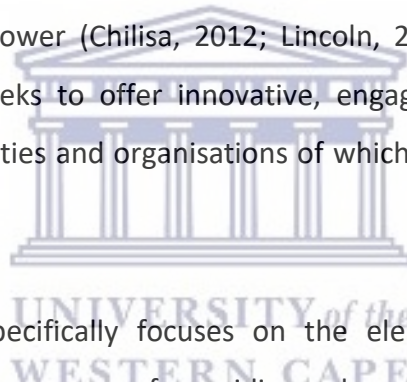 ower (Chilisa, 2012; Lincoln, 2
eks to offer innovative, engag
ties and organisations of which
UNIVERSITY of the
pecifically focuses on the ele
WESTERN CAPE